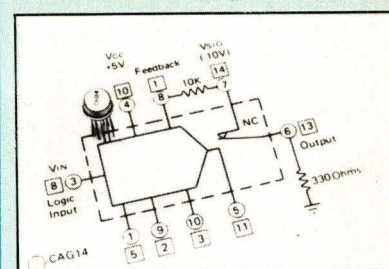 VCC
+5V
Feedback
VSIG
(10V)
10
1
14
4
8
10K
7
NC
VIN
8
3
Logic
Input
6
13
Output
330 Ohms
1
9
10
5
5
2
3
11
CAG14